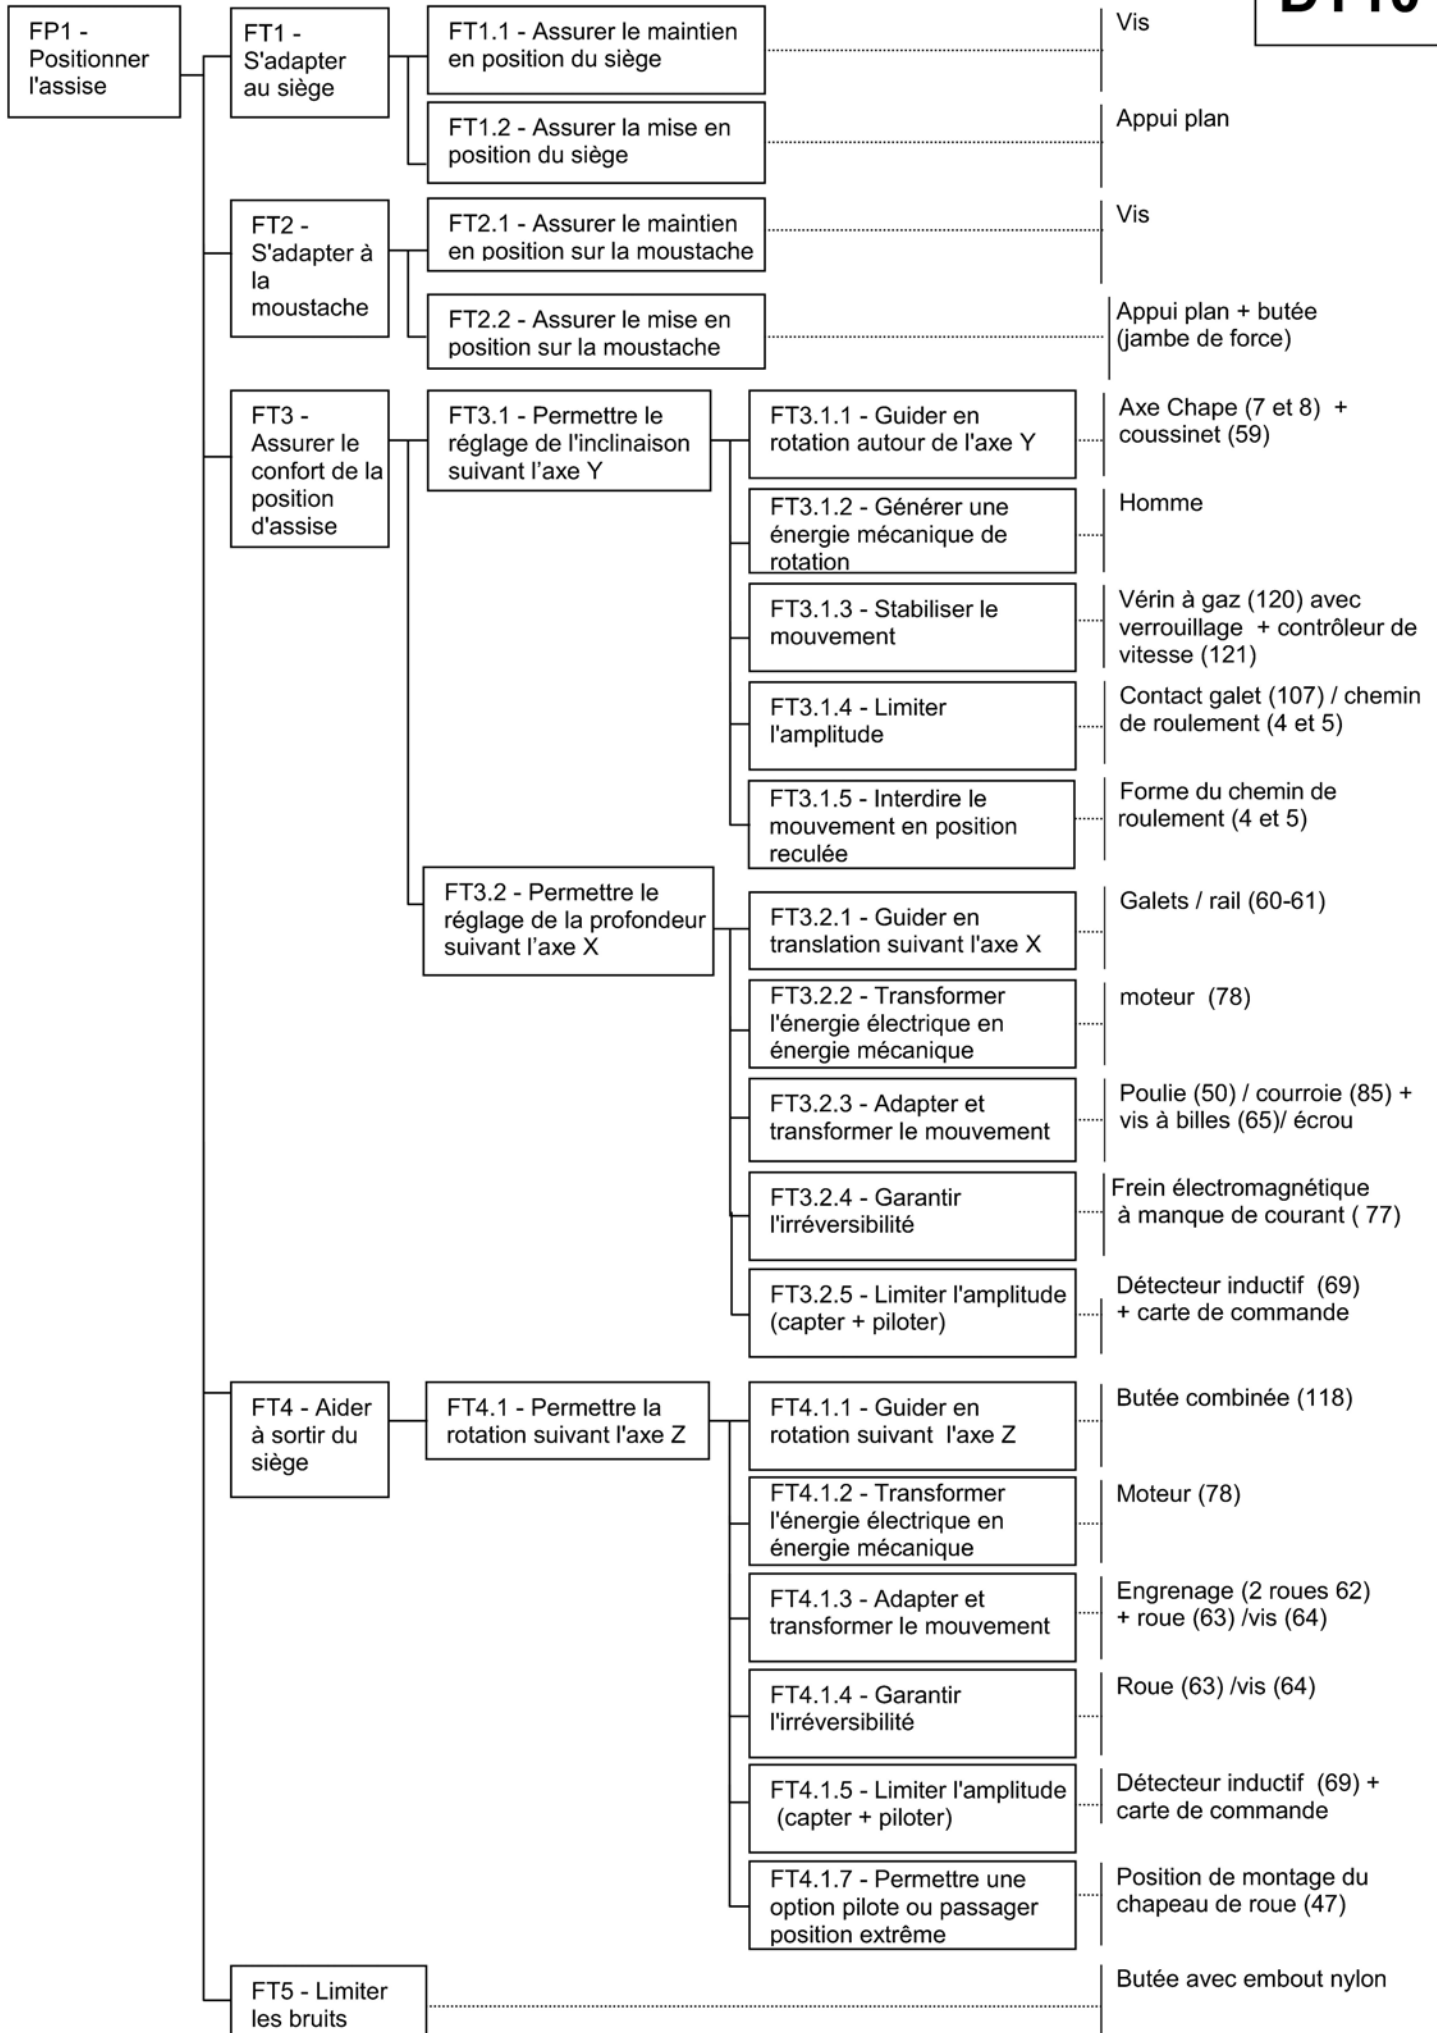 DT10
FP1 -
Positionner
l'assise
FT1 -
S'adapter
au siège
FT1.1 - Assurer le maintien
en position du siège
Vis
FT1.2 - Assurer la mise en
position du siège
Appui plan
FT2 -
S'adapter à
la
moustache
FT2.1 - Assurer le maintien
en position sur la moustache
Vis
FT2.2 - Assurer le mise en
position sur la moustache
Appui plan + butée
(jambe de force)
FT3 -
Assurer le
confort de la
position
d'assise
FT3.1 - Permettre le
réglage de l'inclinaison
suivant l’axe Y
FT3.1.1 - Guider en
rotation autour de l'axe Y
Axe Chape (7 et 8) +
coussinet (59)
FT3.1.2 - Générer une
énergie mécanique de
rotation
Homme
FT3.1.3 - Stabiliser le
mouvement
Vérin à gaz (120) avec
verrouillage + contrôleur de
vitesse (121)
FT3.1.4 - Limiter
l'amplitude
Contact galet (107) / chemin
de roulement (4 et 5)
FT3.1.5 - Interdire le
mouvement en position
reculée
Forme du chemin de
roulement (4 et 5)
FT3.2 - Permettre le
réglage de la profondeur
suivant l’axe X
FT3.2.1 - Guider en
translation suivant l'axe X
Galets / rail (60-61)
FT3.2.2 - Transformer
l'énergie électrique en
énergie mécanique
moteur (78)
FT3.2.3 - Adapter et
transformer le mouvement
Poulie (50) / courroie (85) +
vis à billes (65)/ écrou
FT3.2.4 - Garantir
l'irréversibilité
Frein électromagnétique
à manque de courant ( 77)
FT3.2.5 - Limiter l'amplitude
(capter + piloter)
Détecteur inductif (69)
+ carte de commande
FT4 - Aider
à sortir du
siège
FT4.1 - Permettre la
rotation suivant l'axe Z
FT4.1.1 - Guider en
rotation suivant l'axe Z
Butée combinée (118)
FT4.1.2 - Transformer
l'énergie électrique en
énergie mécanique
Moteur (78)
FT4.1.3 - Adapter et
transformer le mouvement
Engrenage (2 roues 62)
+ roue (63) /vis (64)
FT4.1.4 - Garantir
l'irréversibilité
Roue (63) /vis (64)
FT4.1.5 - Limiter l'amplitude
(capter + piloter)
Détecteur inductif (69) +
carte de commande
FT4.1.7 - Permettre une
option pilote ou passager
position extrême
Position de montage du
chapeau de roue (47)
FT5 - Limiter
les bruits
Butée avec embout nylon